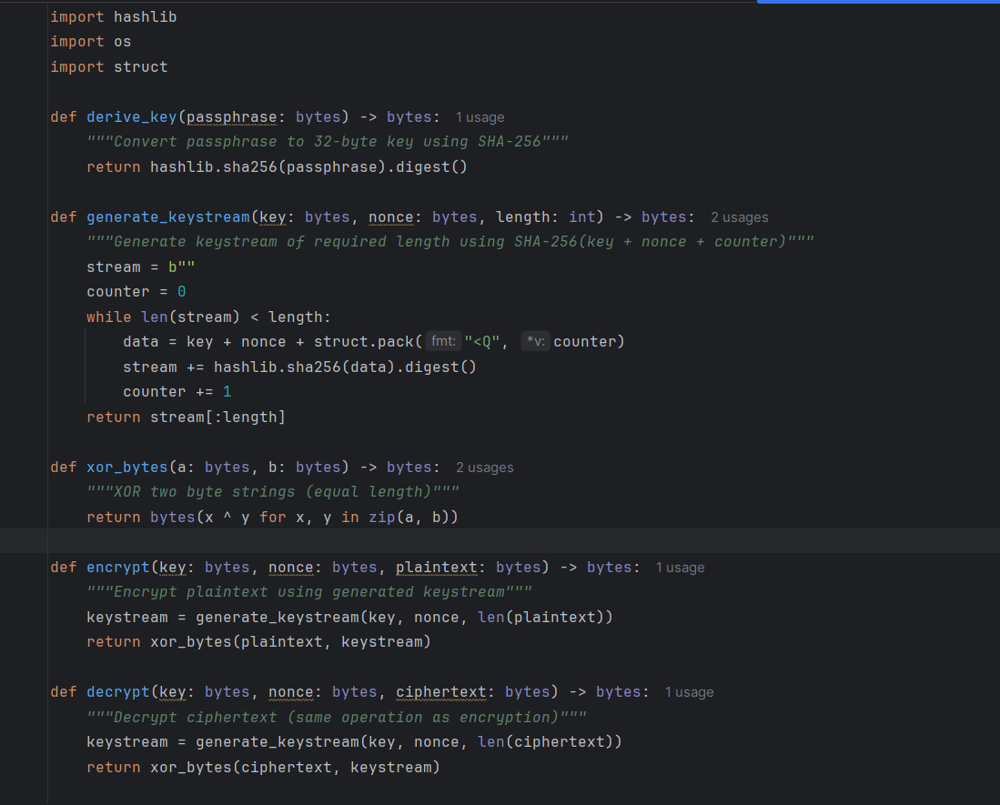 import hashlib
import os
import struct
def derive_key(passphrase: bytes) -> bytes: 1 usage
"""Convert passphrase to 32-byte key using SHA-256"""
return hashlib.sha256(passphrase).digest()
def generate_keystream(key: bytes, nonce: bytes, length: int) -> bytes: 2 usages
"""Generate keystream of required length using SHA-256(key + nonce + counter)"""
stream = b""
counter = 0
while len(stream) < length:
data = key + nonce + struct.pack( fmt: "<Q", *v: counter)
stream += hashlib.sha256(data).digest()
counter += 1
return stream[:length]
def xor_bytes(a: bytes, b: bytes) -> bytes: 2 usages
"""XOR two byte strings (equal length)"""
return bytes(x ^ y for x, y in zip(a, b))
def encrypt(key: bytes, nonce: bytes, plaintext: bytes) -> bytes: 1 usage
"""Encrypt plaintext using generated keystream"""
keystream = generate_keystream(key, nonce, len(plaintext))
return xor_bytes(plaintext, keystream)
def decrypt(key: bytes, nonce: bytes, ciphertext: bytes) -> bytes: 1 usage
"""Decrypt ciphertext (same operation as encryption)"""
keystream = generate_keystream(key, nonce, len(ciphertext))
return xor_bytes(ciphertext, keystream)